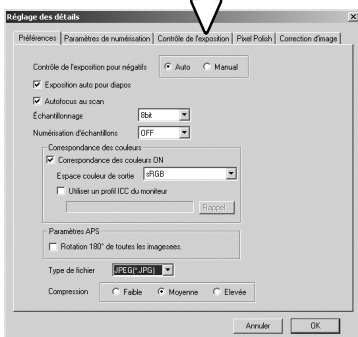 Réglage des détails
Préférences Paramètres de numérisation Contrôle de l'exposition Pixel Polish Correction d'image
Contrôle de l'exposition pour négatifs Auto Manual
Exposition auto pour diapos
Autofocus au scan
Échantillonnage 8bit
Numérisation d'échantillons OFF
Correspondance des couleurs
Correspondance des couleurs ON
Espace couleur de sortie sRGB
Utiliser un profil ICC du moniteur
Rappel...
Paramètres APS
Rotation 180° de toutes les imagesees.
Type de fichier JPEG(*.JPG)
Compression Faible Moyenne Elevée
Annuler OK